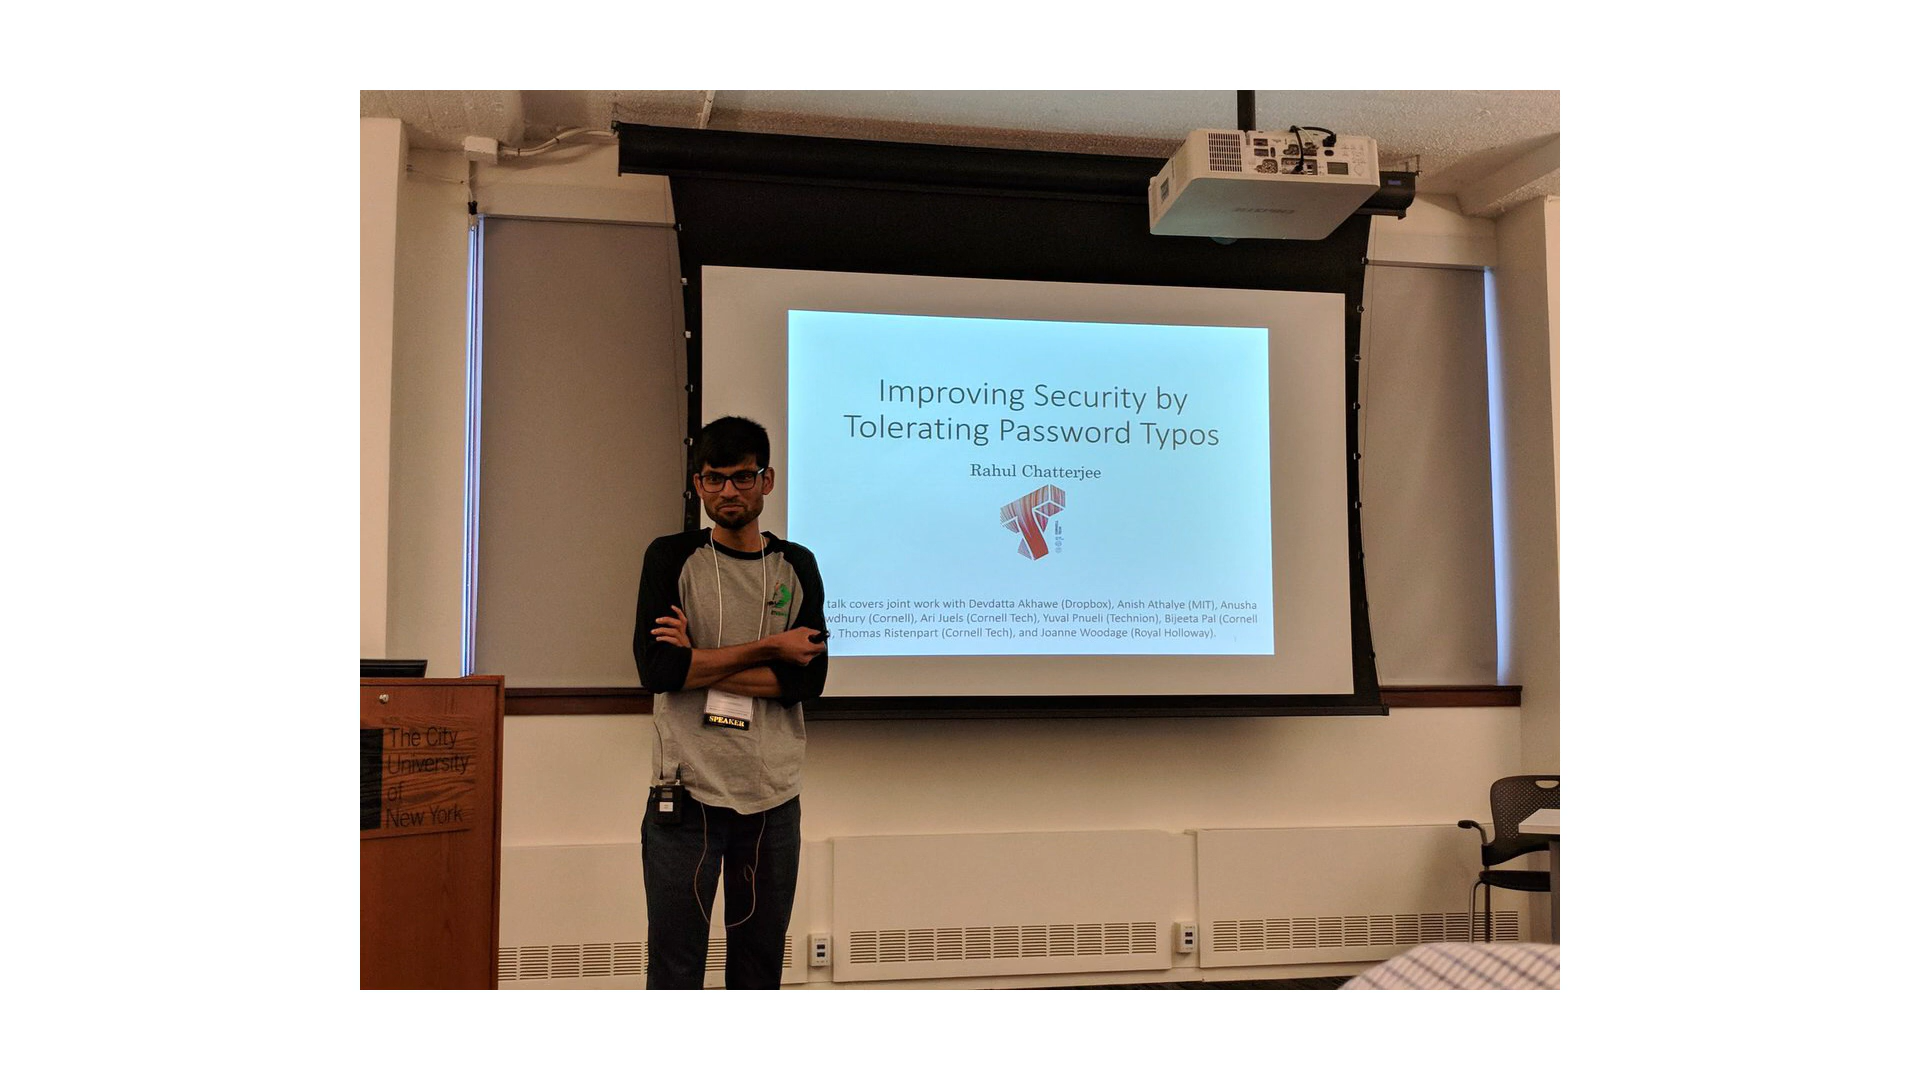 Improving Security by
Tolerating Password Typos
Rahul Chatterjee
talk covers joint work with Devdatta Akhawe (Dropbox), Anish Athalye (MIT), Anusha
wdhury (Cornell), Ari Juels (Cornell Tech), Yuval Pnueli (Technion), Bijeeta Pal (Cornell
), Thomas Ristenpart (Cornell Tech), and Joanne Woodage (Royal Holloway).
SPEAKER
The City
University
of
New York